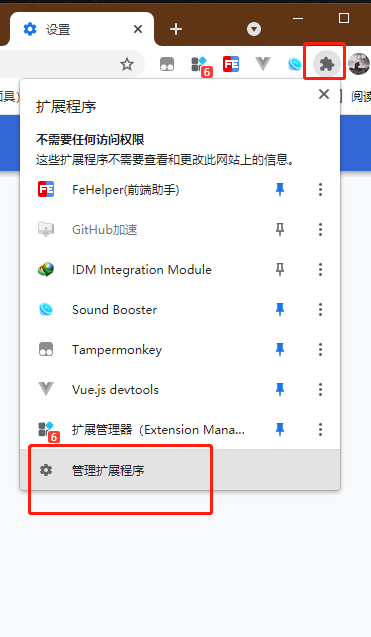 设置
6
FE
面具）
阅读
扩展程序
不需要任何访问权限
这些扩展程序不需要查看和更改此网站上的信息。
FE
FeHelper(前端助手)
GitHub加速
IDM Integration Module
Sound Booster
Tampermonkey
Vue.js devtools
6
扩展管理器（Extension Mana...
管理扩展程序